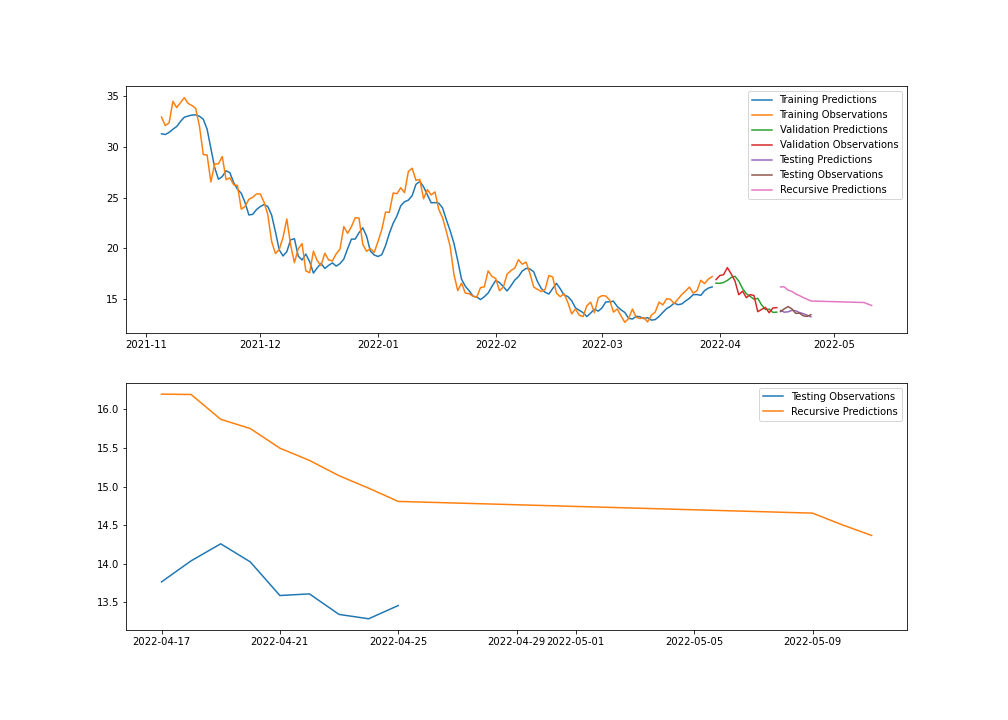 35
30
25
20
15
2021-11
2021-12
2022-01
2022-02
2022-03
2022-04
2022-05
Training Predictions
Training Observations
Validation Predictions
Validation Observations
Testing Predictions
Testing Observations
Recursive Predictions
16.0
15.5
15.0
14.5
14.0
13.5
2022-04-17
2022-04-21
2022-04-25
2022-04-29
2022-05-01
2022-05-05
2022-05-09
Testing Observations
Recursive Predictions